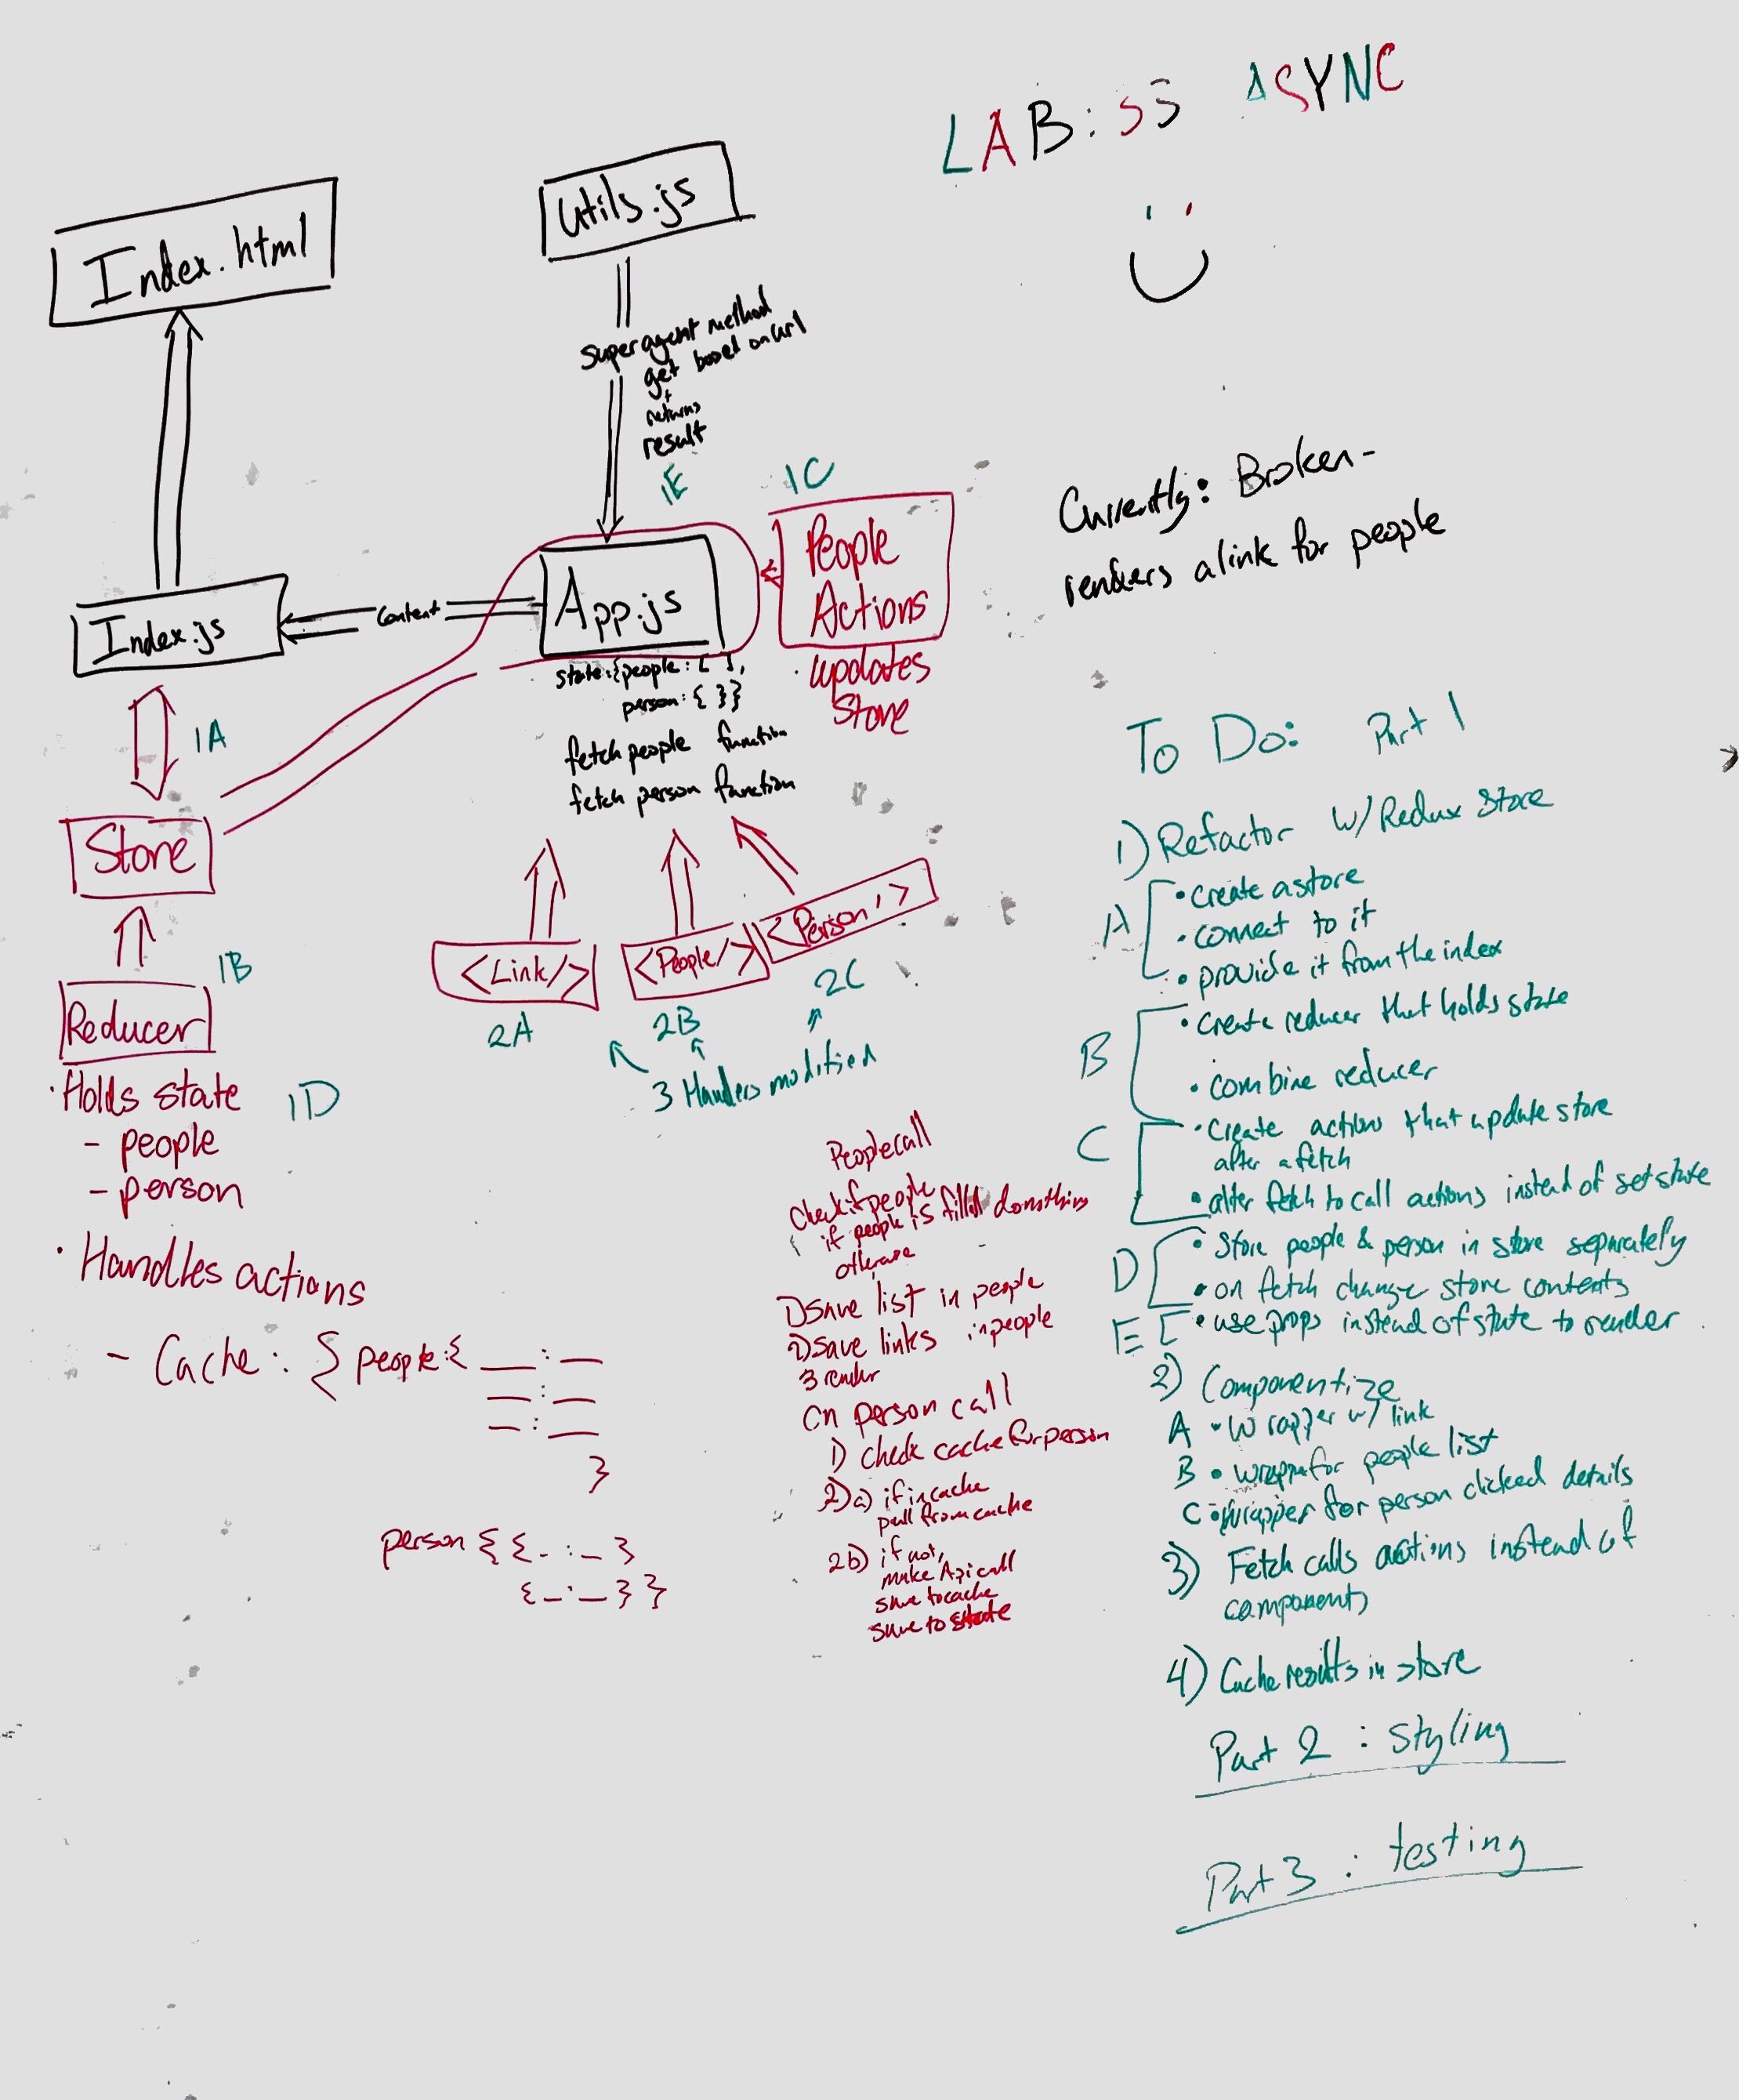 LAB: 35 ASYNC
Index.html
Utils.js
superagent method
get based on url
+
returns
result
1E
1C
People
Actions
• updates
Store
Index.js
Content
App.js
state:{people: [ ],
person: { }}
fetch people function
fetch person function
1A
Store
1B
Reducer
• Holds state
- people
- person
1D
• Handles actions
- Cache: { people:{ __:__
__:__
__:__
}
person { {_:_}
{_:_} }
<Link/>
<People/>
<Person/>
2A
2B
2C
3 Handlers modified
Currently: Broken-
renders a link for people
People call
check if people
if people is filled do nothing
otherwise
1) save list in people
2) save links in people
3 render
On person call
1) check cache for person
2) a) if in cache
pull from cache
2b) if not,
make Api call
save to cache
save to state
To Do: Part 1
1) Refactor w/ Redux store
A
• create a store
• connect to it
• provide it from the index
B
• create reducer that holds state
• combine reducer
C
• Create actions that update store
after a fetch
• alter fetch to call actions instead of set state
D
• Store people & person in store separately
• on fetch change store contents
E [ • use props instead of state to render
2) Componentize
A • Wrapper w/ link
B • wrapper for people list
C • wrapper for person clicked details
3) Fetch calls actions instead of
components
4) Cache results in store
Part 2 : styling
Part 3 : testing